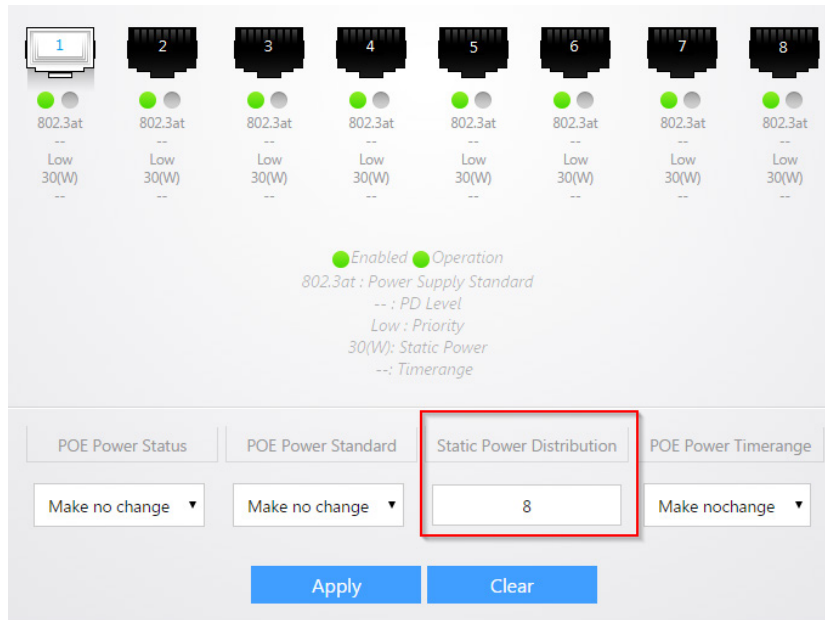 1 2 3 4 5 6 7 8
802.3at 802.3at 802.3at 802.3at 802.3at 802.3at 802.3at 802.3at
-- -- -- -- -- -- -- --
Low Low Low Low Low Low Low Low
30(W) 30(W) 30(W) 30(W) 30(W) 30(W) 30(W) 30(W)
-- -- -- -- -- -- -- --
Enabled Operation
802.3at : Power Supply Standard
-- : PD Level
Low : Priority
30(W): Static Power
--: Timerange
POE Power Status POE Power Standard Static Power Distribution POE Power Timerange
Make no change Make no change 8 Make nochange
Apply Clear